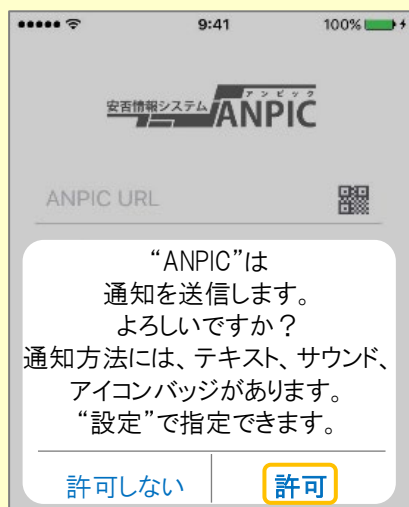 9:41
100%
アンピック
安否情報システム ANPIC
ANPIC URL
“ANPIC”は
通知を送信します。
よろしいですか？
通知方法には、テキスト、サウンド、
アイコンバッジがあります。
“設定”で指定できます。
許可しない
許可